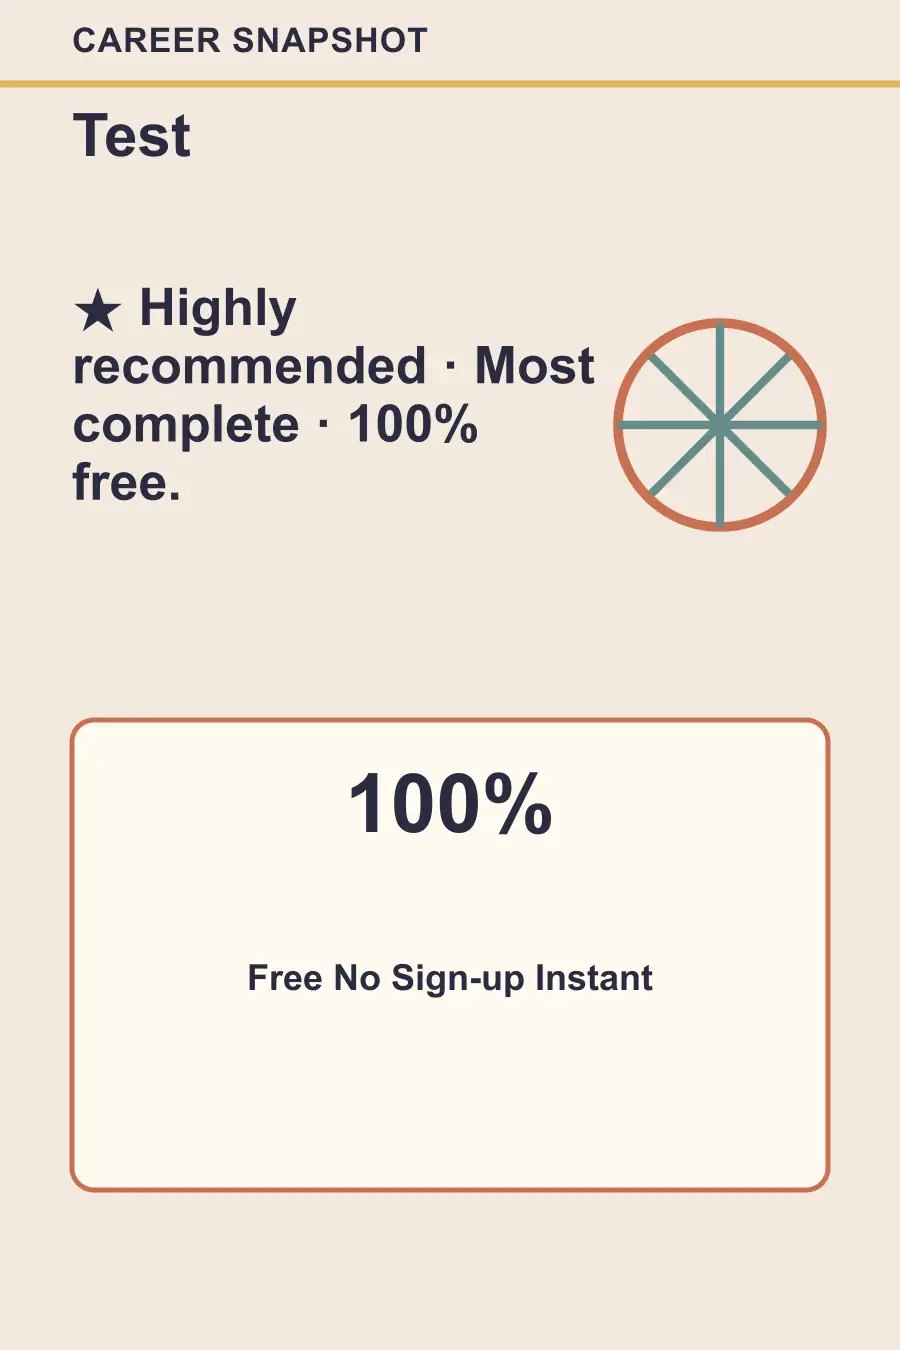 CAREER SNAPSHOT
Test
★ Highly
recommended · Most
complete · 100%
free.
100%
Free No Sign-up Instant